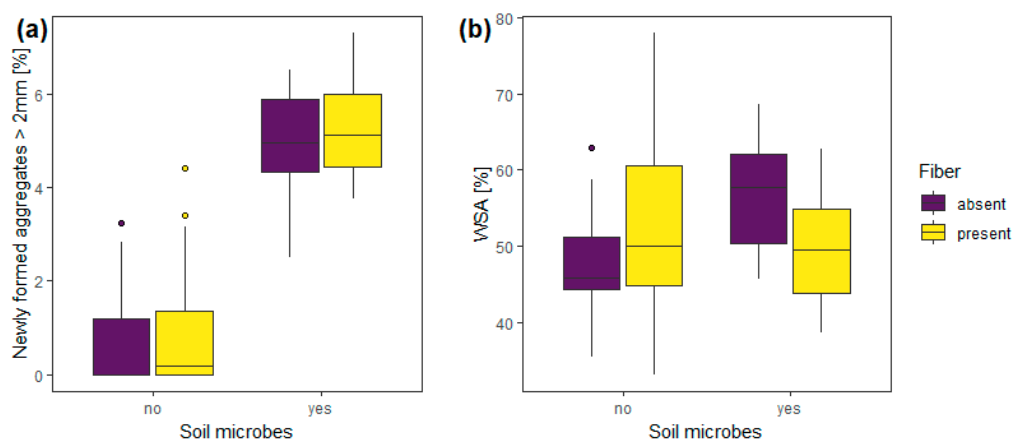 (a)
Newly formed aggregates > 2mm [%]
6
4
2
0
no
yes
Soil microbes
(b)
WSA [%]
80
70
60
50
40
no
yes
Soil microbes
Fiber
absent
present